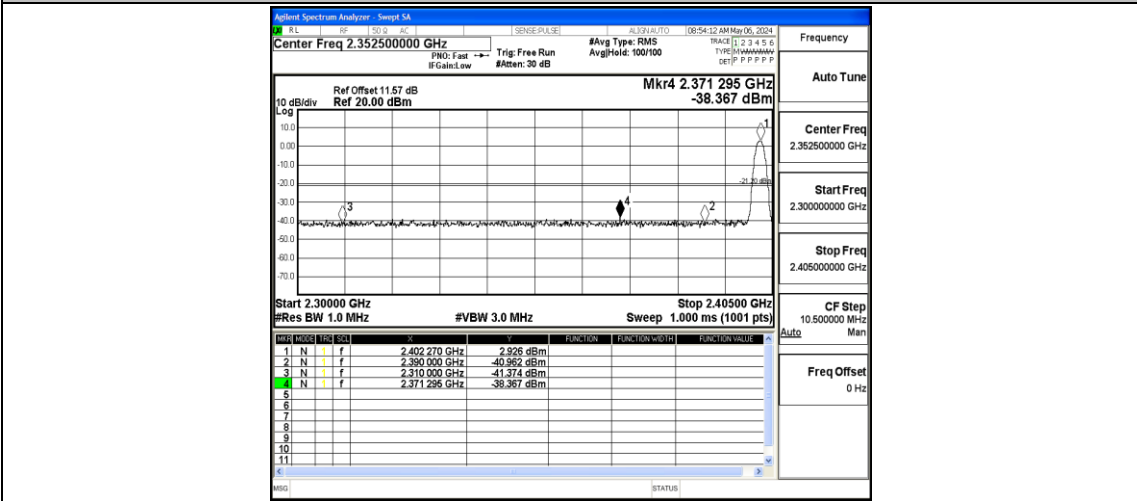 Agilent Spectrum Analyzer - Swept SA
LXI RL RF 50 Ω AC SENSE:PULSE ALIGN AUTO 08:54:12 AM May 06, 2024
Center Freq 2.352500000 GHz #Avg Type: RMS TRACE 1 2 3 4 5 6
PNO: Fast Trig: Free Run Avg|Hold: 100/100 TYPE M WWWWW
IFGain:Low #Atten: 30 dB DET P P P P P P
Ref Offset 11.57 dB Mkr4 2.371 295 GHz
10 dB/div Ref 20.00 dBm -38.367 dBm
Log
10.0
0.00
-10.0
-20.0
-30.0
-40.0
-50.0
-60.0
-70.0
1
-21.20 dBm
3
4
2
Start 2.30000 GHz Stop 2.40500 GHz
#Res BW 1.0 MHz #VBW 3.0 MHz Sweep 1.000 ms (1001 pts)
MKR MODE TRC SCL X Y FUNCTION FUNCTION WIDTH FUNCTION VALUE
1 N 1 f 2.402 270 GHz 2.926 dBm
2 N 1 f 2.390 000 GHz -40.962 dBm
3 N 1 f 2.310 000 GHz -41.374 dBm
4 N 1 f 2.371 295 GHz -38.367 dBm
5
6
7
8
9
10
11
MSG STATUS
Frequency
Auto Tune
Center Freq
2.352500000 GHz
Start Freq
2.300000000 GHz
Stop Freq
2.405000000 GHz
CF Step
10.500000 MHz
Auto Man
Freq Offset
0 Hz